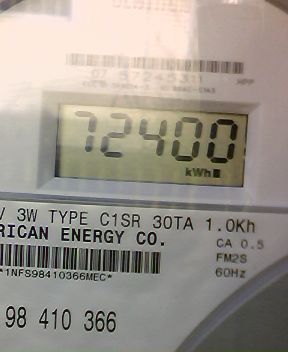 72400
kWh
V 3W TYPE C1SR 30TA 1.0Kh
RICAN ENERGY CO.
CA 0.5
FM2S
60Hz
*1NFS98410366MEC*
98 410 366